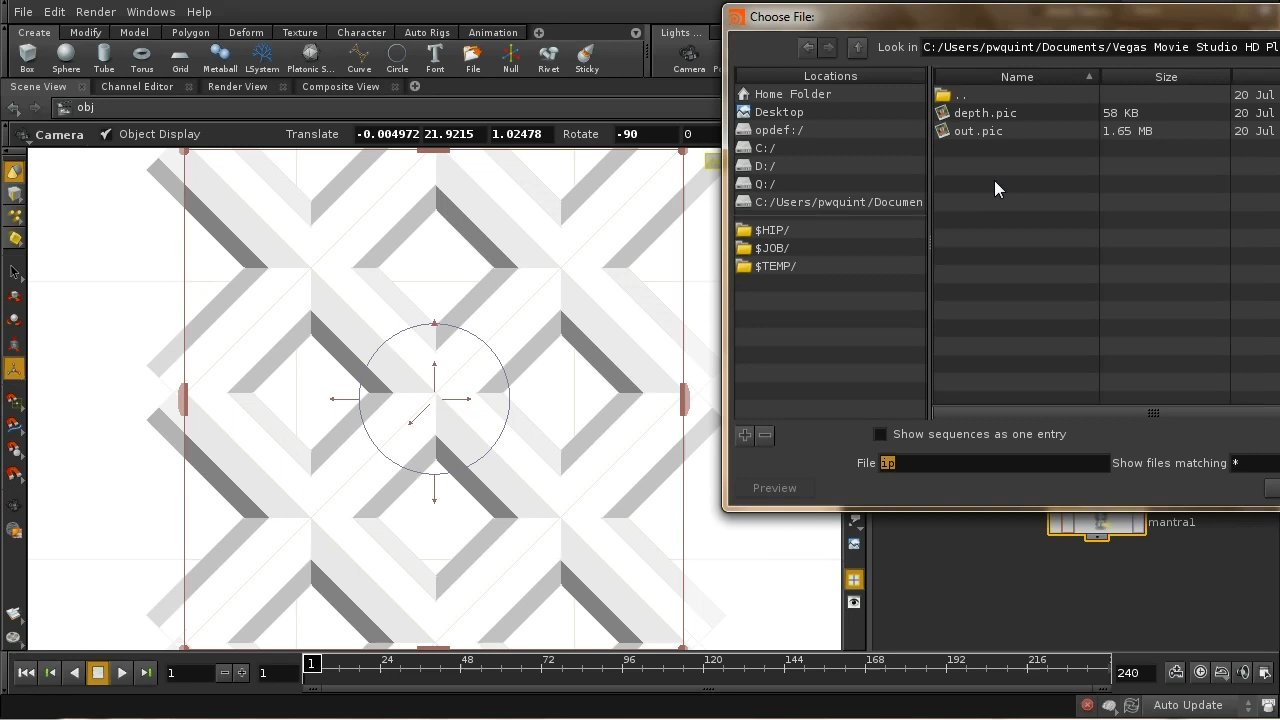 File Edit Render Windows Help
Create Modify Model Polygon Deform Texture Character Auto Rigs Animation Lights ...
Box Sphere Tube Torus Grid Metaball LSystem Platonic S... Curve Circle Font File Null Rivet Sticky Camera
Scene View Channel Editor Render View Composite View
obj
Camera Object Display Translate -0.004972 21.9215 1.02478 Rotate -90 0
Choose File:
Look in C:/Users/pwquint/Documents/Vegas Movie Studio HD Pl
Locations
Home Folder
Desktop
opdef:/
C:/
D:/
Q:/
C:/Users/pwquint/Documen
$HIP/
$JOB/
$TEMP/
Name Size
.. 20 Jul
depth.pic 58 KB 20 Jul
out.pic 1.65 MB 20 Jul
Show sequences as one entry
File ip Show files matching *
Preview
mantra1
1 1 1 24 48 72 96 120 144 168 192 216 240
Auto Update